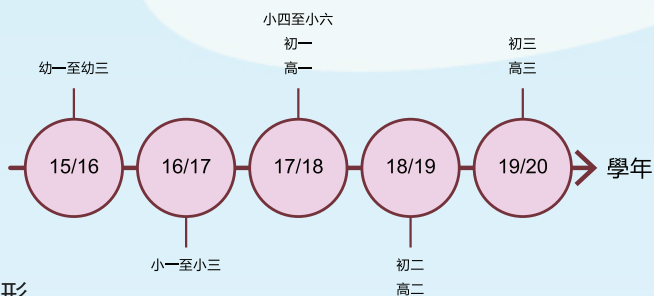 小四至小六
初一
高一
初三
高三
幼一至幼三
15/16
16/17
17/18
18/19
19/20
學年
小一至小三
初二
高二
形